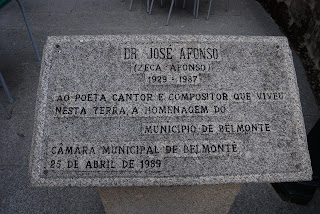 DR JOSÉ AFONSO
(ZECA AFONSO)
1929 - 1987
AO POETA CANTOR E COMPOSITOR QUE VIVEU
NESTA TERRA A HOMENAGEM DO
MUNICIPIO DE BELMONTE
CÂMARA MUNICIPAL DE BELMONTE
25 DE ABRIL DE 1989